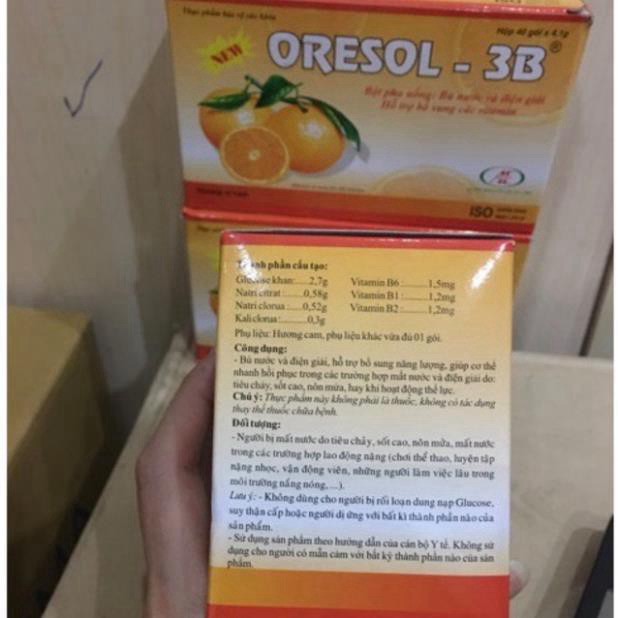 Thực phẩm bảo vệ sức khỏe
Hộp 40 gói x 4,1g
NEW
ORESOL - 3B®
Bột pha uống: Bù nước và điện giải
Hỗ trợ bổ sung các vitamin
ISO
Thành phần cấu tạo:
Glucose khan:.....2,7g
Vitamin B6 :.........1,5mg
Natri citrat :........0,58g
Vitamin B1 :.........1,2mg
Natri clorua :.....0,52g
Vitamin B2 :.........1,2mg
Kali clorua :.........0,3g
Phụ liệu: Hương cam, phụ liệu khác vừa đủ 01 gói.
Công dụng:
- Bù nước và điện giải, hỗ trợ bổ sung năng lượng, giúp cơ thể
nhanh hồi phục trong các trường hợp mất nước và điện giải do:
tiêu chảy, sốt cao, nôn mửa, hay khi hoạt động thể lực.
Chú ý: Thực phẩm này không phải là thuốc, không có tác dụng
thay thế thuốc chữa bệnh.
Đối tượng:
- Người bị mất nước do tiêu chảy, sốt cao, nôn mửa, mất nước
trong các trường hợp lao động nặng (chơi thể thao, luyện tập
nặng nhọc, vận động viên, những người làm việc lâu trong
môi trường nắng nóng,...).
Lưu ý: - Không dùng cho người bị rối loạn dung nạp Glucose,
suy thận cấp hoặc người dị ứng với bất kì thành phần nào của
sản phẩm.
- Sử dụng sản phẩm theo hướng dẫn của cán bộ Y tế. Không sử
dụng cho người có mẫn cảm với bất kỳ thành phần nào của sản
phẩm.